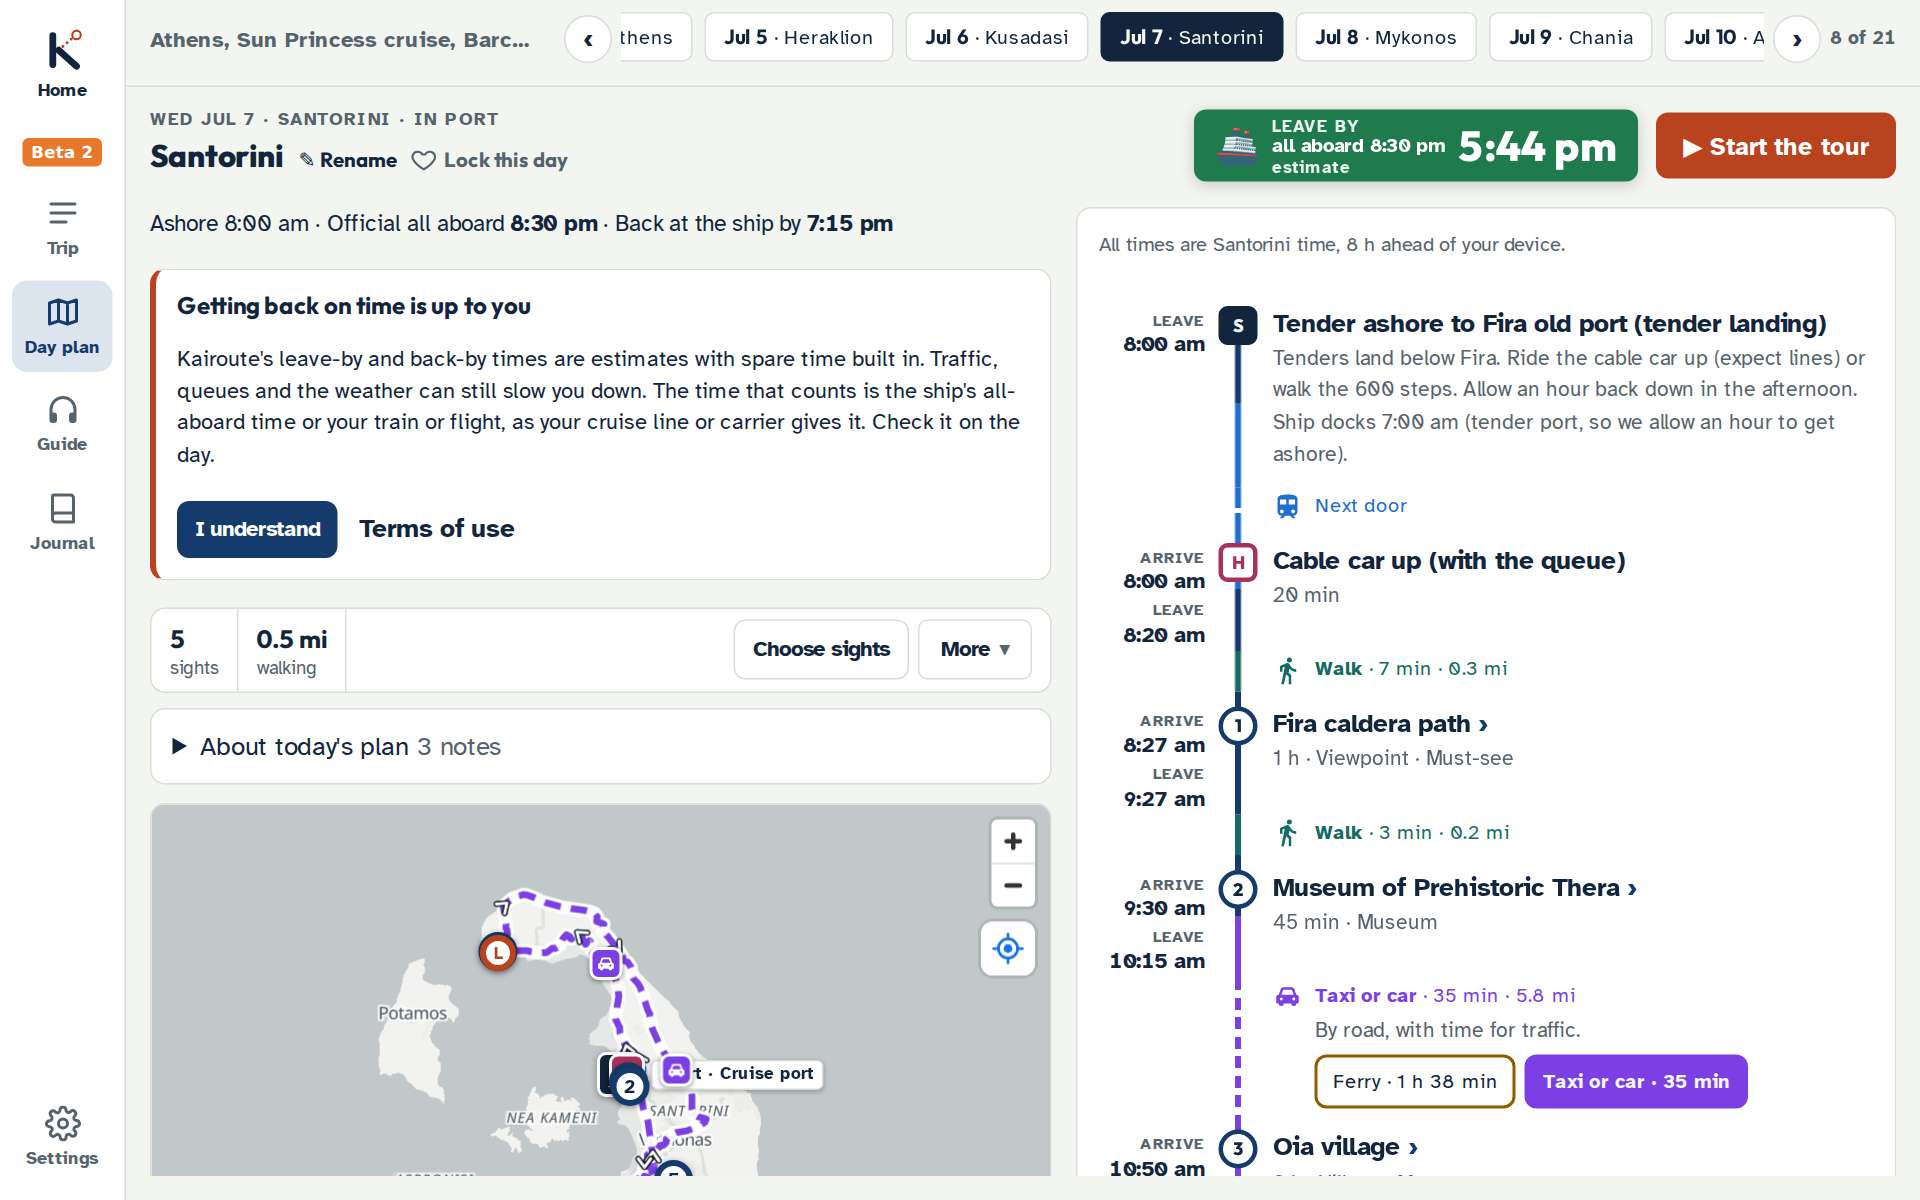 Home
Beta 2
Trip
Day plan
Guide
Journal
Settings
Athens, Sun Princess cruise, Barc...
‹
thens
Jul 5 · Heraklion
Jul 6 · Kusadasi
Jul 7 · Santorini
Jul 8 · Mykonos
Jul 9 · Chania
Jul 10 · A
›
8 of 21
WED JUL 7 · SANTORINI · IN PORT
Santorini
✎ Rename
Lock this day
LEAVE BY
all aboard 8:30 pm
estimate
5:44 pm
▶ Start the tour
Ashore 8:00 am · Official all aboard 8:30 pm · Back at the ship by 7:15 pm
Getting back on time is up to you
Kairoute's leave-by and back-by times are estimates with spare time built in. Traffic,
queues and the weather can still slow you down. The time that counts is the ship's all-
aboard time or your train or flight, as your cruise line or carrier gives it. Check it on the
day.
I understand
Terms of use
5
sights
0.5 mi
walking
Choose sights
More ▼
▶ About today's plan 3 notes
+
−
L
Potamos
2
rt · Cruise port
NEA KAMENI
All times are Santorini time, 8 h ahead of your device.
LEAVE
8:00 am
S
Tender ashore to Fira old port (tender landing)
Tenders land below Fira. Ride the cable car up (expect lines) or
walk the 600 steps. Allow an hour back down in the afternoon.
Ship docks 7:00 am (tender port, so we allow an hour to get
ashore).
Next door
ARRIVE
8:00 am
LEAVE
8:20 am
H
Cable car up (with the queue)
20 min
Walk · 7 min · 0.3 mi
ARRIVE
8:27 am
LEAVE
9:27 am
1
Fira caldera path ›
1 h · Viewpoint · Must-see
Walk · 3 min · 0.2 mi
ARRIVE
9:30 am
LEAVE
10:15 am
2
Museum of Prehistoric Thera ›
45 min · Museum
Taxi or car · 35 min · 5.8 mi
By road, with time for traffic.
Ferry · 1 h 38 min
Taxi or car · 35 min
ARRIVE
10:50 am
3
Oia village ›